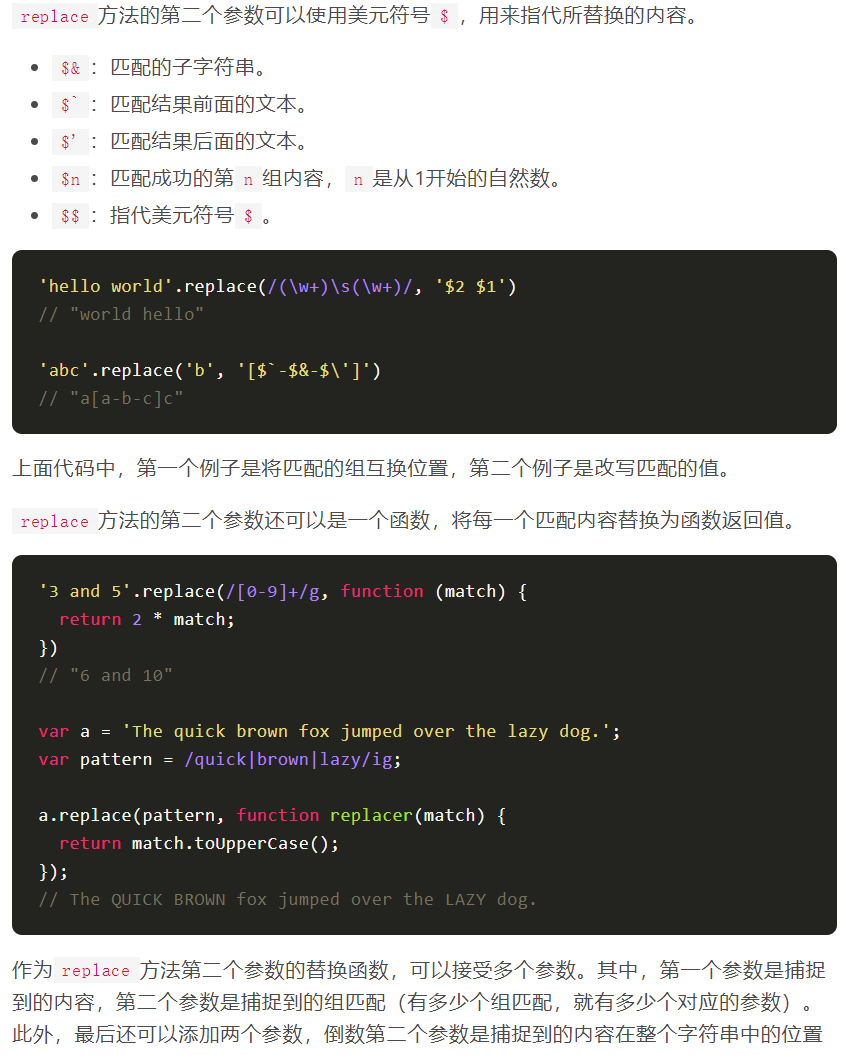 replace 方法的第二个参数可以使用美元符号 $ ，用来指代所替换的内容。
$& ：匹配的子字符串。
$` ：匹配结果前面的文本。
$’ ：匹配结果后面的文本。
$n ：匹配成功的第 n 组内容， n 是从1开始的自然数。
$$ ：指代美元符号 $ 。
'hello world'.replace(/(\w+)\s(\w+)/, '$2 $1')
// "world hello"
'abc'.replace('b', '[$`-$&-$\']')
// "a[a-b-c]c"
上面代码中，第一个例子是将匹配的组互换位置，第二个例子是改写匹配的值。
replace 方法的第二个参数还可以是一个函数，将每一个匹配内容替换为函数返回值。
'3 and 5'.replace(/[0-9]+/g, function (match) {
  return 2 * match;
})
// "6 and 10"
var a = 'The quick brown fox jumped over the lazy dog.';
var pattern = /quick|brown|lazy/ig;
a.replace(pattern, function replacer(match) {
  return match.toUpperCase();
});
// The QUICK BROWN fox jumped over the LAZY dog.
作为 replace 方法第二个参数的替换函数，可以接受多个参数。其中，第一个参数是捕捉
到的内容，第二个参数是捕捉到的组匹配（有多少个组匹配，就有多少个对应的参数）。
此外，最后还可以添加两个参数，倒数第二个参数是捕捉到的内容在整个字符串中的位置